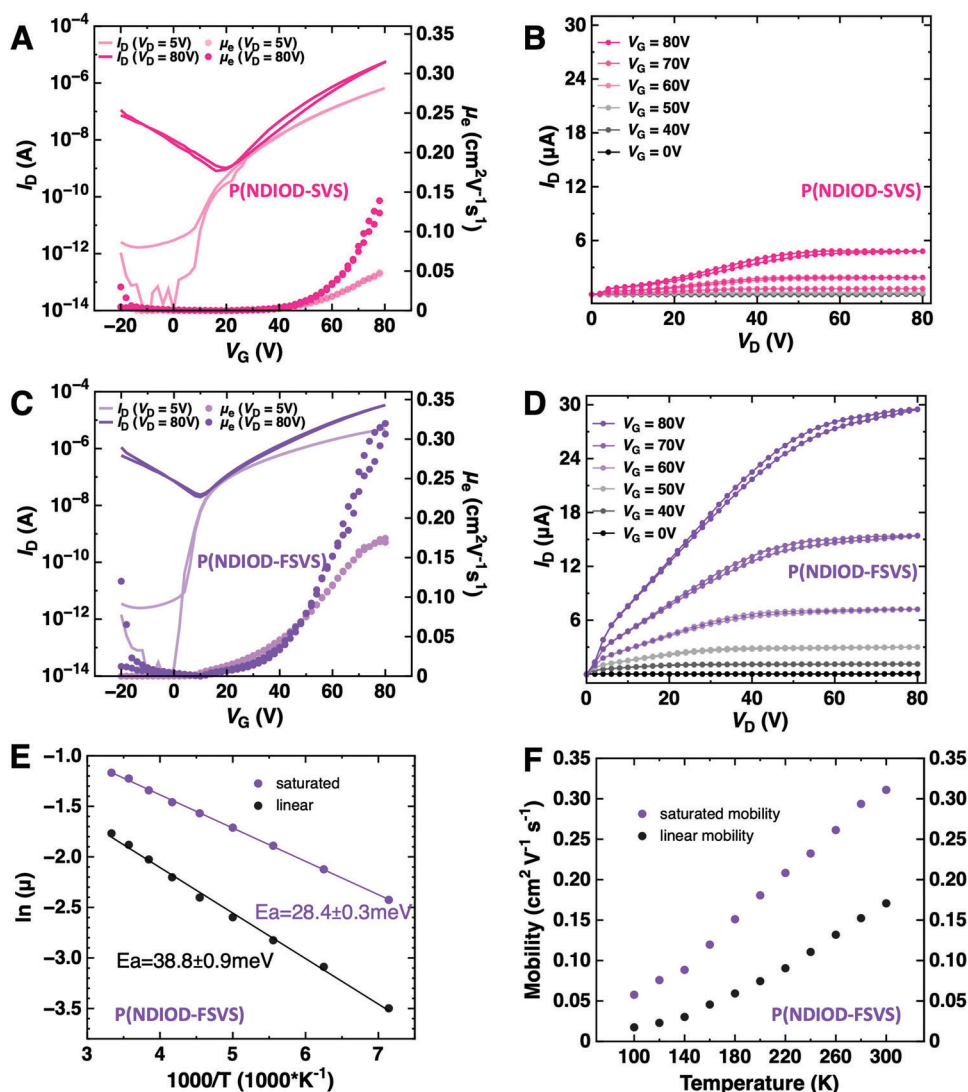 A
I_D (V_D = 5V) μ_e (V_D = 5V)
I_D (V_D = 80V) μ_e (V_D = 80V)
P(NDIOD-SVS)
10⁻⁴
10⁻⁶
10⁻⁸
10⁻¹⁰
10⁻¹²
10⁻¹⁴
I_D (A)
−20 0 20 40 60 80
V_G (V)
0.35
0.30
0.25
0.20
0.15
0.10
0.05
0
μ_e (cm²V⁻¹s⁻¹)
B
V_G = 80V
V_G = 70V
V_G = 60V
V_G = 50V
V_G = 40V
V_G = 0V
P(NDIOD-SVS)
30
24
18
12
6
I_D (μA)
0 20 40 60 80
V_D (V)
C
I_D (V_D = 5V) μ_e (V_D = 5V)
I_D (V_D = 80V) μ_e (V_D = 80V)
P(NDIOD-FSVS)
10⁻⁴
10⁻⁶
10⁻⁸
10⁻¹⁰
10⁻¹²
10⁻¹⁴
I_D (A)
−20 0 20 40 60 80
V_G (V)
0.35
0.30
0.25
0.20
0.15
0.10
0.05
0
μ_e (cm²V⁻¹s⁻¹)
D
V_G = 80V
V_G = 70V
V_G = 60V
V_G = 50V
V_G = 40V
V_G = 0V
P(NDIOD-FSVS)
30
24
18
12
6
I_D (μA)
0 20 40 60 80
V_D (V)
E
saturated
linear
Ea=28.4±0.3meV
Ea=38.8±0.9meV
P(NDIOD-FSVS)
−1.0
−1.5
−2.0
−2.5
−3.0
−3.5
ln (μ)
3 4 5 6 7
1000/T (1000*K⁻¹)
F
saturated mobility
linear mobility
P(NDIOD-FSVS)
0.35
0.30
0.25
0.20
0.15
0.10
0.05
0
Mobility (cm² V⁻¹ s⁻¹)
100 140 180 220 260 300
Temperature (K)
0.35
0.30
0.25
0.20
0.15
0.10
0.05
0